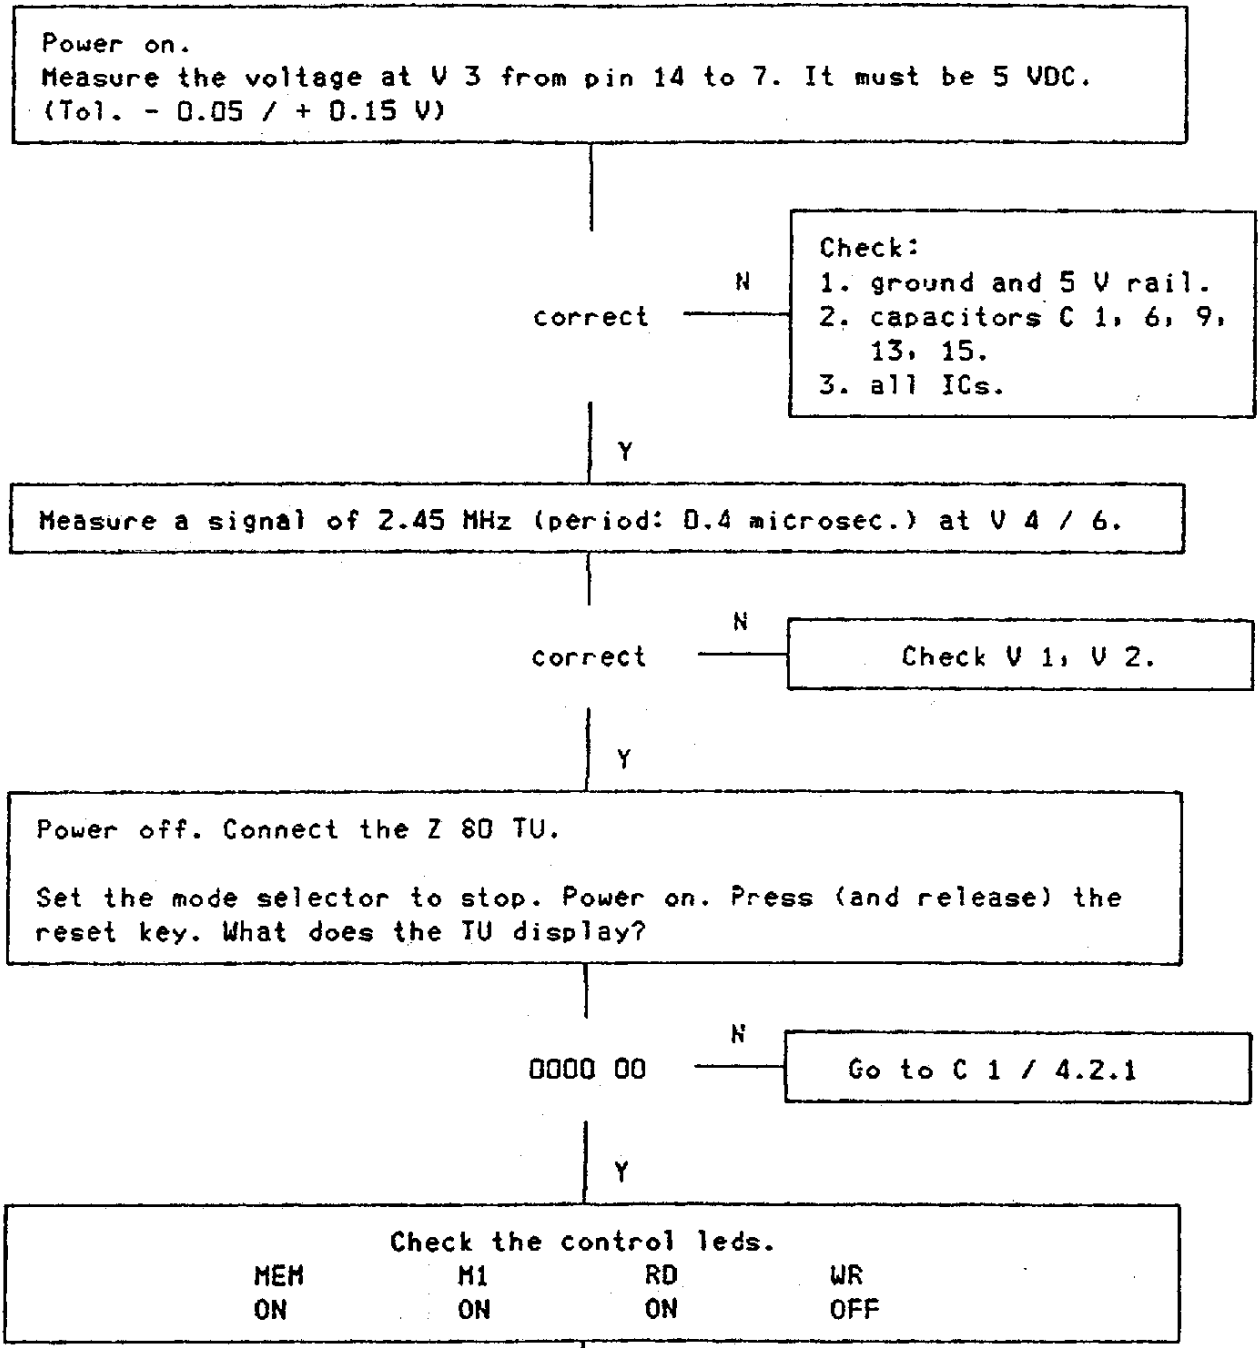 Power on.
Measure the voltage at V 3 from pin 14 to 7. It must be 5 VDC.
(Tol. - 0.05 / + 0.15 V)
Check:
1. ground and 5 V rail.
2. capacitors C 1, 6, 9,
13, 15.
3. all ICs.
N
correct
Y
Measure a signal of 2.45 MHz (period: 0.4 microsec.) at V 4 / 6.
N
correct
Check V 1, V 2.
Y
Power off. Connect the Z 80 TU.
Set the mode selector to stop. Power on. Press (and release) the
reset key. What does the TU display?
N
0000 00
Go to C 1 / 4.2.1
Y
Check the control leds.
MEM M1 RD WR
ON ON ON OFF